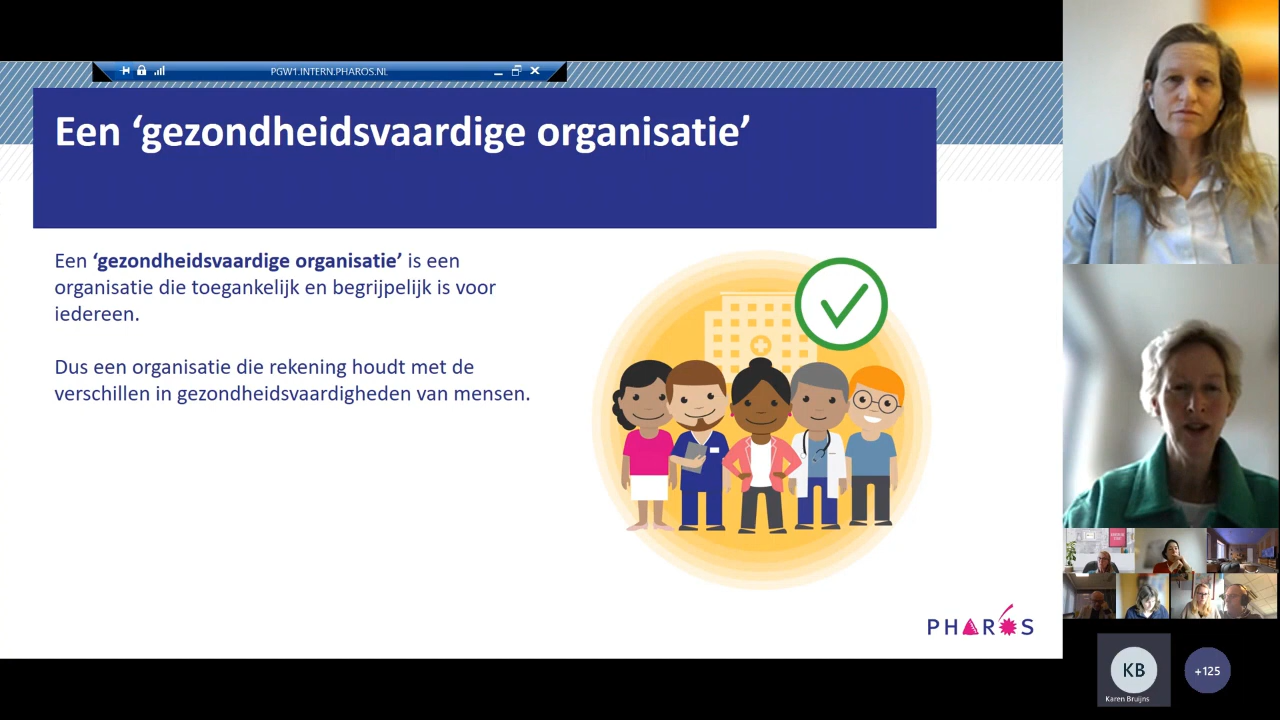 PGW1.INTERN.PHAROS.NL
Een ‘gezondheidsvaardige organisatie’
Een ‘gezondheidsvaardige organisatie’ is een
organisatie die toegankelijk en begrijpelijk is voor
iedereen.
Dus een organisatie die rekening houdt met de
verschillen in gezondheidsvaardigheden van mensen.
PHAROS
KB
+125
Karen Bruijns